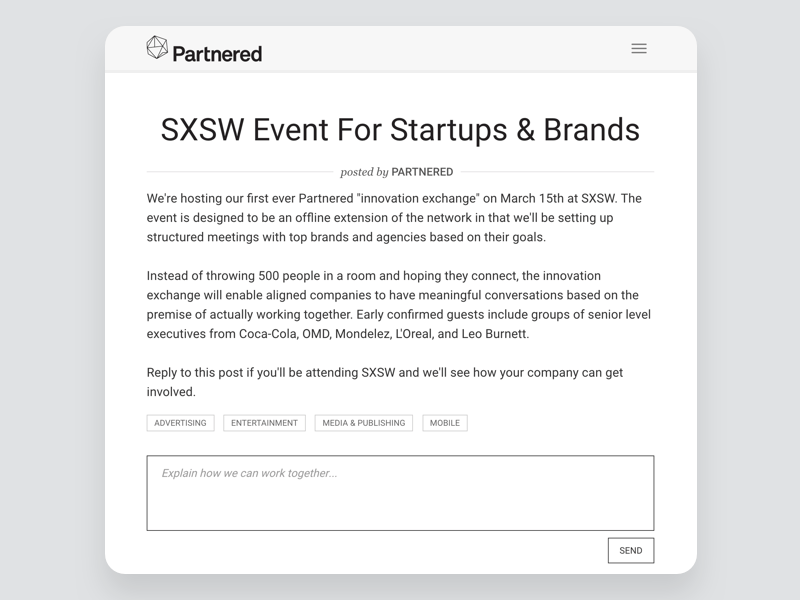 Partnered
SXSW Event For Startups & Brands
posted by PARTNERED
We're hosting our first ever Partnered "innovation exchange" on March 15th at SXSW. The
event is designed to be an offline extension of the network in that we'll be setting up
structured meetings with top brands and agencies based on their goals.
Instead of throwing 500 people in a room and hoping they connect, the innovation
exchange will enable aligned companies to have meaningful conversations based on the
premise of actually working together. Early confirmed guests include groups of senior level
executives from Coca-Cola, OMD, Mondelez, L'Oreal, and Leo Burnett.
Reply to this post if you'll be attending SXSW and we'll see how your company can get
involved.
ADVERTISING ENTERTAINMENT MEDIA & PUBLISHING MOBILE
Explain how we can work together...
SEND